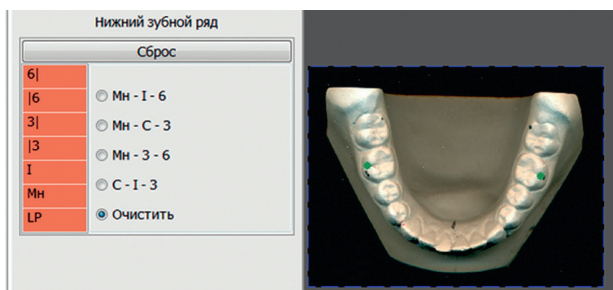 Нижний зубной ряд
Сброс
6|
|6
3|
|3
I
Мн
LP
Мн - I - 6
Мн - С - 3
Мн - 3 - 6
С - I - 3
Очистить